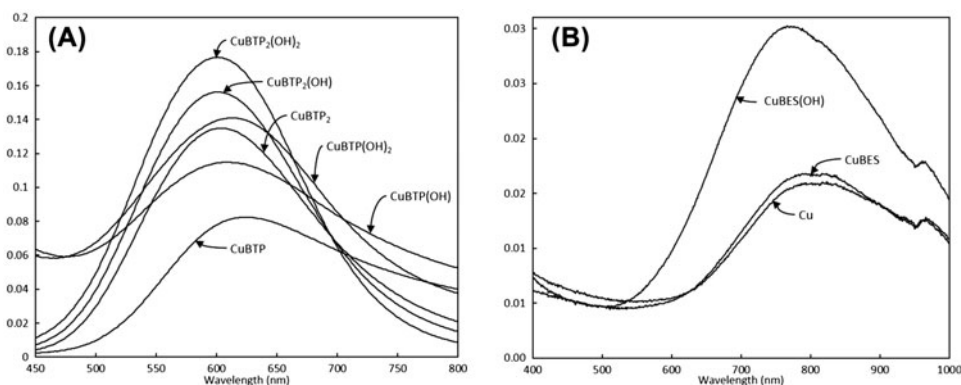 (A)
0.2
0.18
0.16
0.14
0.12
0.1
0.08
0.06
0.04
0.02
0
CuBTP₂(OH)₂
CuBTP₂(OH)
CuBTP₂
CuBTP(OH)₂
CuBTP(OH)
CuBTP
450 500 550 600 650 700 750 800
Wavelength (nm)
(B)
0.03
0.03
0.02
0.02
0.01
0.01
0.00
CuBES(OH)
CuBES
Cu
400 500 600 700 800 900 1000
Wavelength (nm)